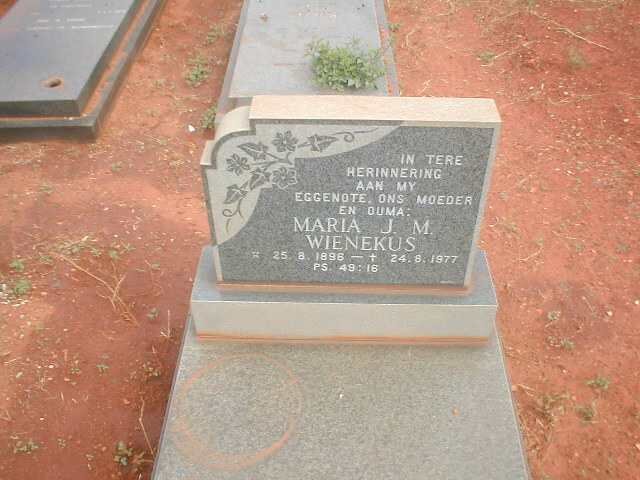 IN TERE
HERINNERING
AAN MY
EGGENOTE, ONS MOEDER
EN OUMA:
MARIA J. M.
WIENEKUS
* 25. 8. 1896 — † 24. 8. 1977
PS. 49:16